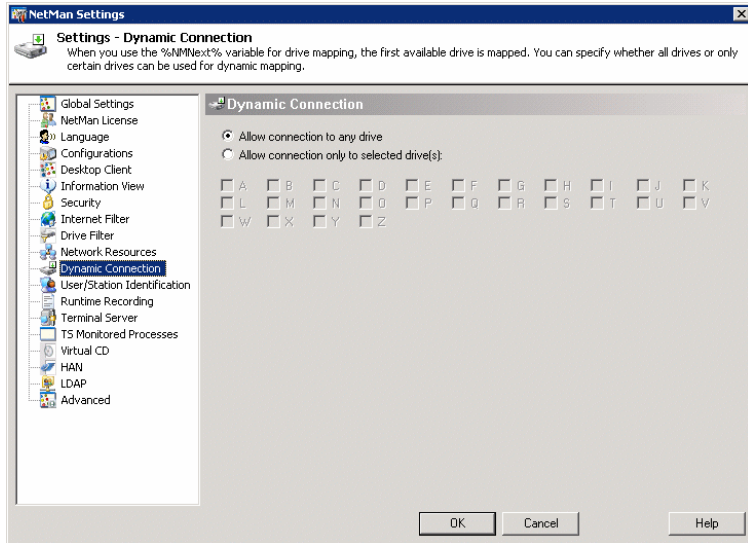 NetMan Settings
Settings - Dynamic Connection
When you use the %NMNext% variable for drive mapping, the first available drive is mapped. You can specify whether all drives or only
certain drives can be used for dynamic mapping.
Global Settings
NetMan License
Language
Configurations
Desktop Client
Information View
Security
Internet Filter
Drive Filter
Network Resources
Dynamic Connection
User/Station Identification
Runtime Recording
Terminal Server
TS Monitored Processes
Virtual CD
HAN
LDAP
Advanced
Dynamic Connection
Allow connection to any drive
Allow connection only to selected drive(s):
A B C D E F G H I J K
L M N O P Q R S T U V
W X Y Z
OK Cancel Help